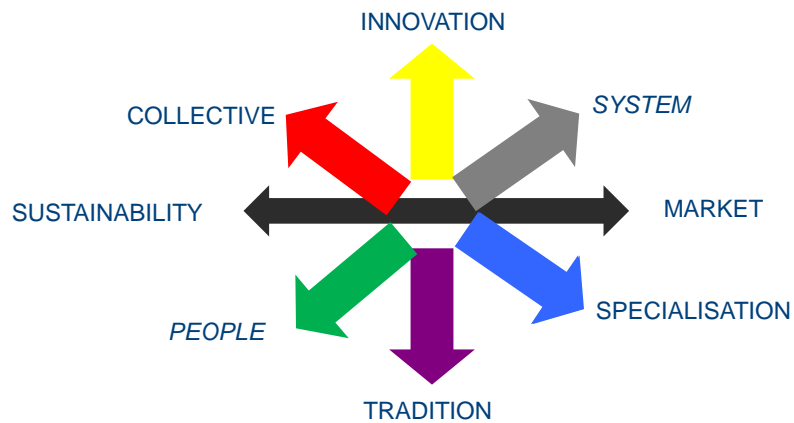 INNOVATION
COLLECTIVE
SYSTEM
SUSTAINABILITY
MARKET
PEOPLE
SPECIALISATION
TRADITION